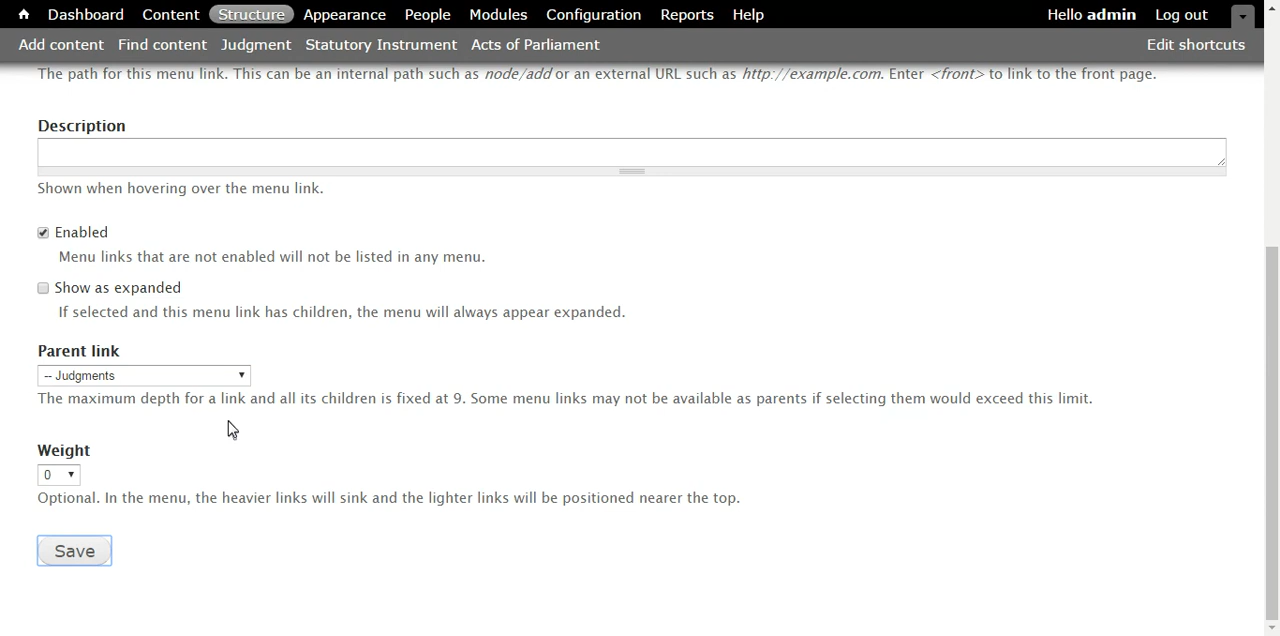 Dashboard Content Structure Appearance People Modules Configuration Reports Help Hello admin Log out
Add content Find content Judgment Statutory Instrument Acts of Parliament Edit shortcuts
The path for this menu link. This can be an internal path such as node/add or an external URL such as http://example.com. Enter <front> to link to the front page.
Description
Shown when hovering over the menu link.
Enabled
Menu links that are not enabled will not be listed in any menu.
Show as expanded
If selected and this menu link has children, the menu will always appear expanded.
Parent link
-- Judgments
The maximum depth for a link and all its children is fixed at 9. Some menu links may not be available as parents if selecting them would exceed this limit.
Weight
0
Optional. In the menu, the heavier links will sink and the lighter links will be positioned nearer the top.
Save